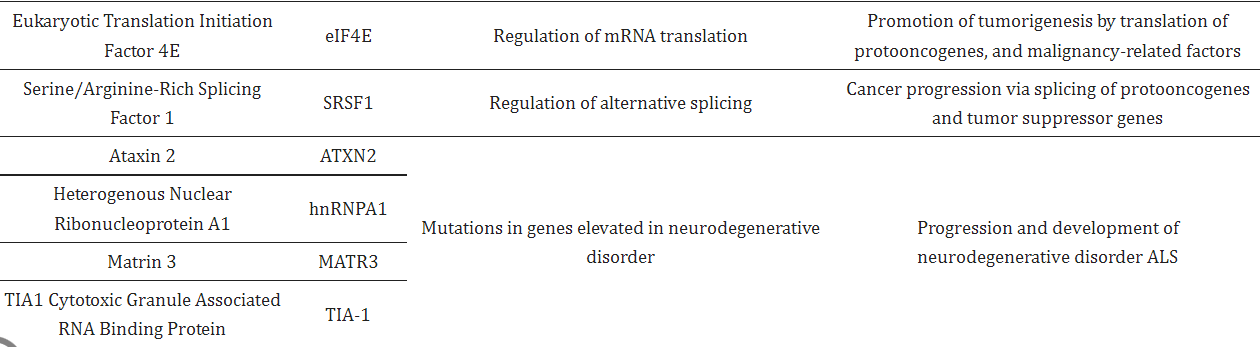 Eukaryotic Translation Initiation
Factor 4E
eIF4E
Regulation of mRNA translation
Promotion of tumorigenesis by translation of
protooncogenes, and malignancy-related factors
Serine/Arginine-Rich Splicing
Factor 1
SRSF1
Regulation of alternative splicing
Cancer progression via splicing of protooncogenes
and tumor suppressor genes
Ataxin 2
ATXN2
Heterogenous Nuclear
Ribonucleoprotein A1
hnRNPA1
Mutations in genes elevated in neurodegenerative
disorder
Progression and development of
neurodegenerative disorder ALS
Matrin 3
MATR3
TIA1 Cytotoxic Granule Associated
RNA Binding Protein
TIA-1